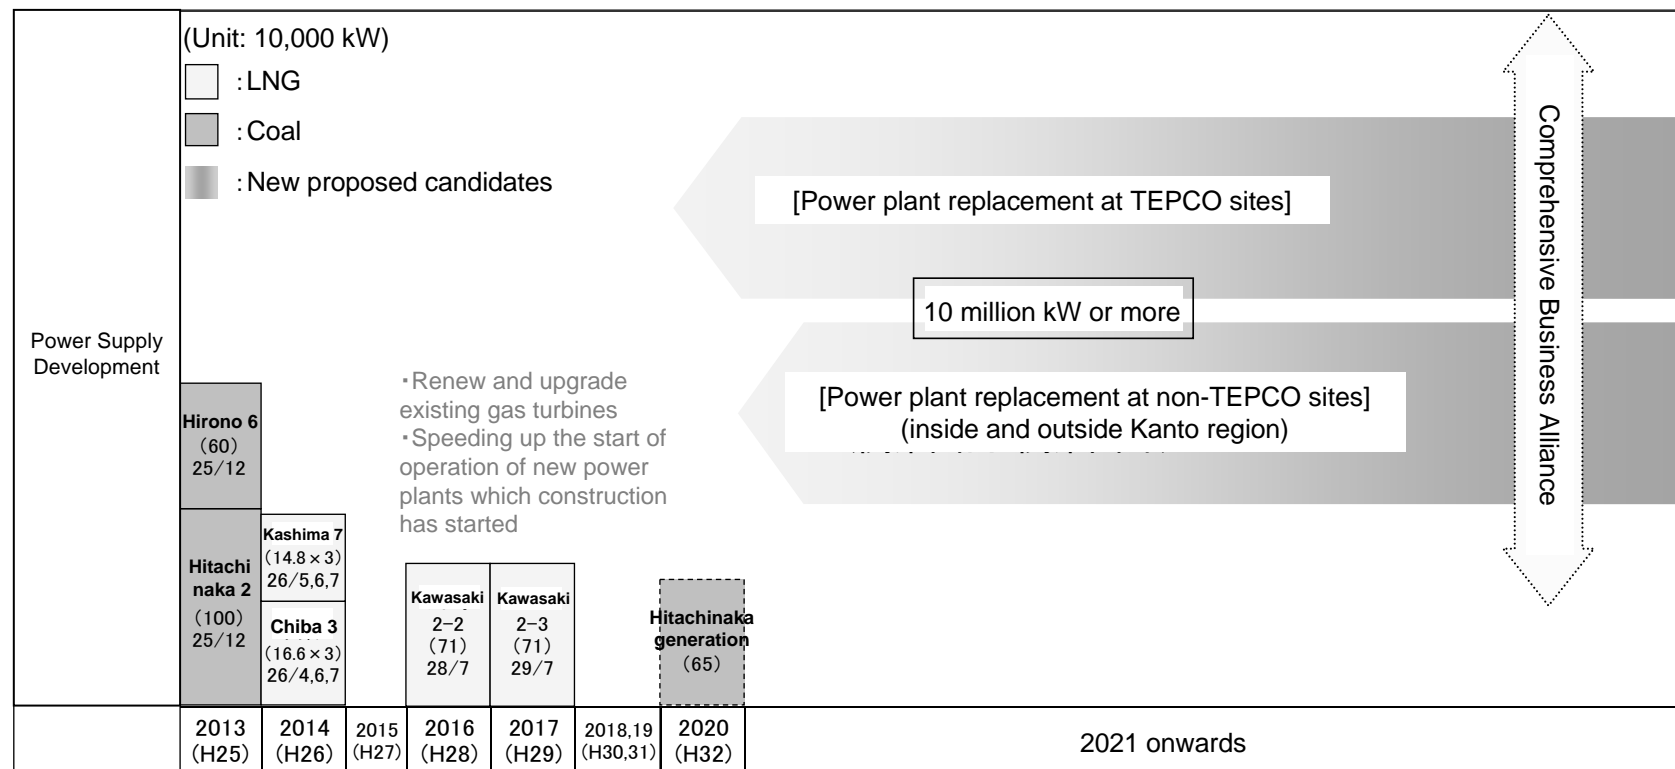 (Unit: 10,000 kW)
:LNG
:Coal
:New proposed candidates
Power Supply
Development
[Power plant replacement at TEPCO sites]
10 million kW or more
[Power plant replacement at non-TEPCO sites]
(inside and outside Kanto region)
Comprehensive Business Alliance
・Renew and upgrade
existing gas turbines
・Speeding up the start of
operation of new power
plants which construction
has started
Hirono 6
(60)
25/12
Hitachi
naka 2
(100)
25/12
Kashima 7
(14.8×3)
26/5,6,7
Chiba 3
(16.6×3)
26/4,6,7
Kawasaki
2−2
(71)
28/7
Kawasaki
2−3
(71)
29/7
Hitachinaka
generation
(65)
2013
(H25)
2014
(H26)
2015
(H27)
2016
(H28)
2017
(H29)
2018,19
(H30,31)
2020
(H32)
2021 onwards